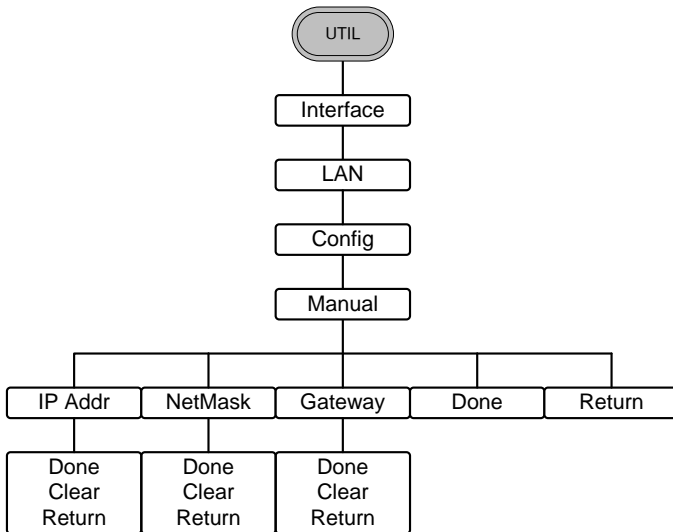 UTIL
Interface
LAN
Config
Manual
IP Addr
NetMask
Gateway
Done
Return
Done
Clear
Return
Done
Clear
Return
Done
Clear
Return